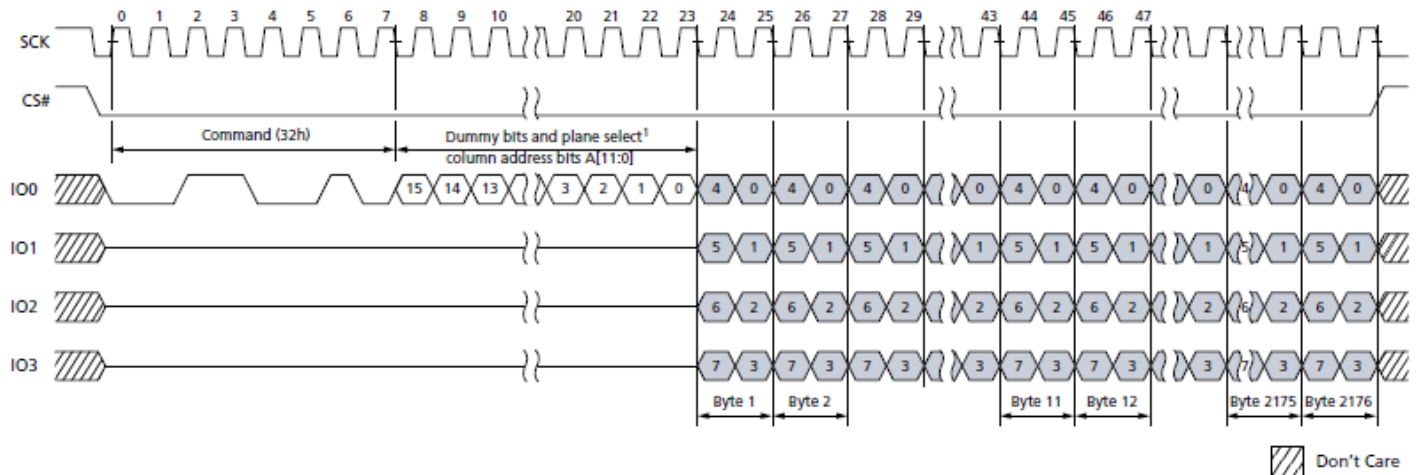 0 1 2 3 4 5 6 7 8 9 10 20 21 22 23 24 25 26 27 28 29 43 44 45 46 47
SCK
CS#
Command (32h) Dummy bits and plane select¹
column address bits A[11:0]
IO0 15 14 13 3 2 1 0 4 0 4 0 4 0 0 4 0 4 0 0 4 0 4 0
IO1 5 1 5 1 5 1 1 5 1 5 1 1 5 1 5 1
IO2 6 2 6 2 6 2 2 6 2 6 2 2 6 2 6 2
IO3 7 3 7 3 7 3 3 7 3 7 3 3 7 3 7 3
Byte 1 Byte 2 Byte 11 Byte 12 Byte 2175 Byte 2176
Don't Care